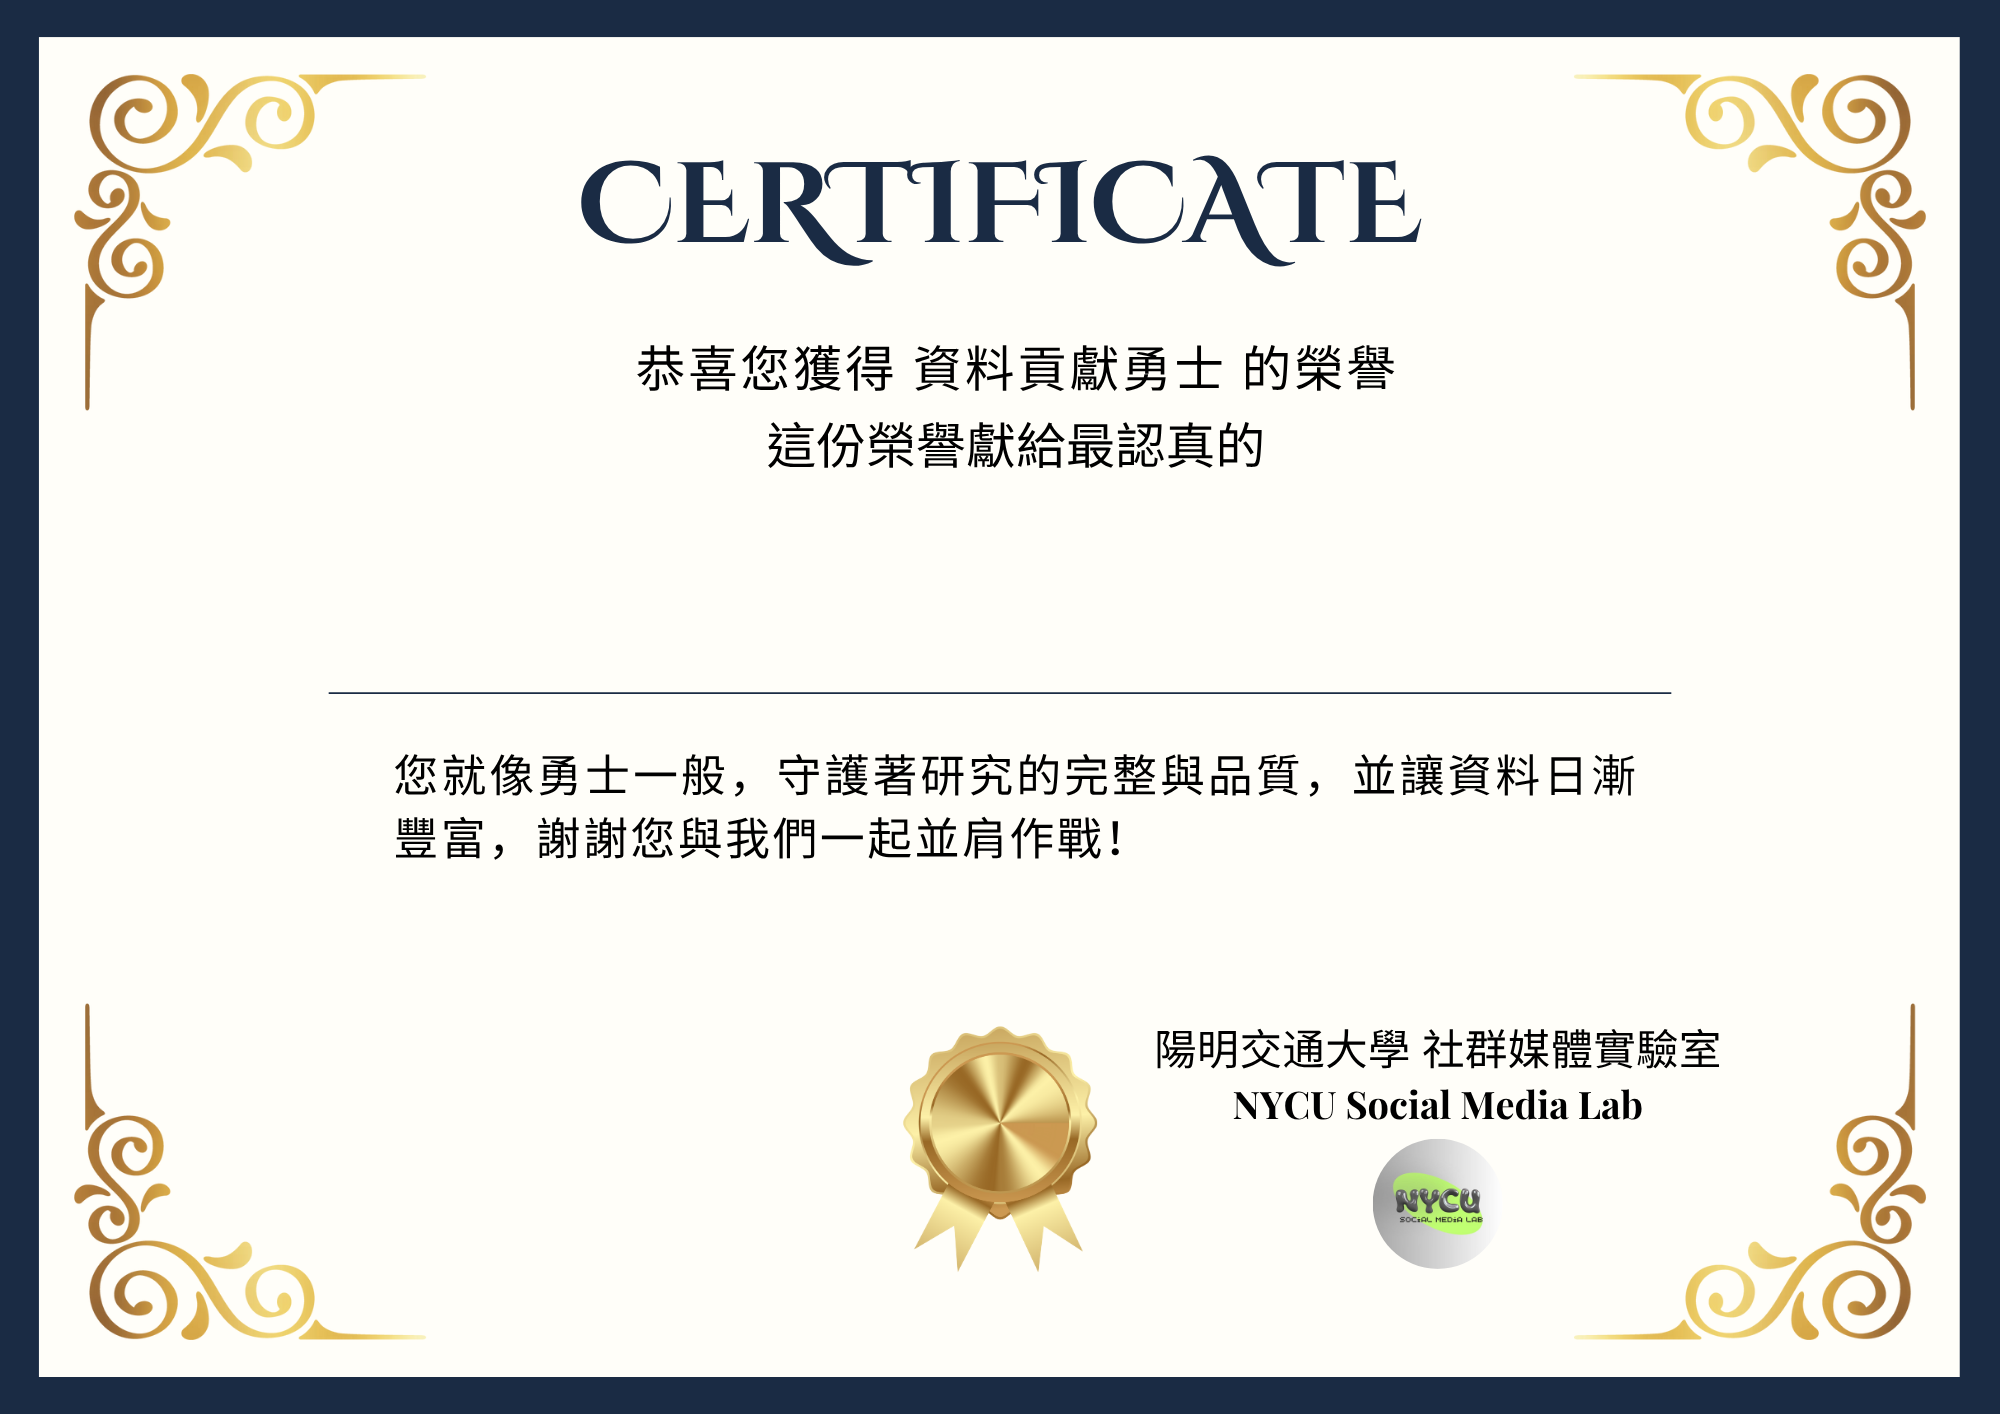 CERTIFICATE
恭喜您獲得 資料貢獻勇士 的榮譽
這份榮譽獻給最認真的
您就像勇士一般，守護著研究的完整與品質，並讓資料日漸
豐富，謝謝您與我們一起並肩作戰！
陽明交通大學 社群媒體實驗室
NYCU Social Media Lab
NYCU
SOCIAL MEDIA LAB